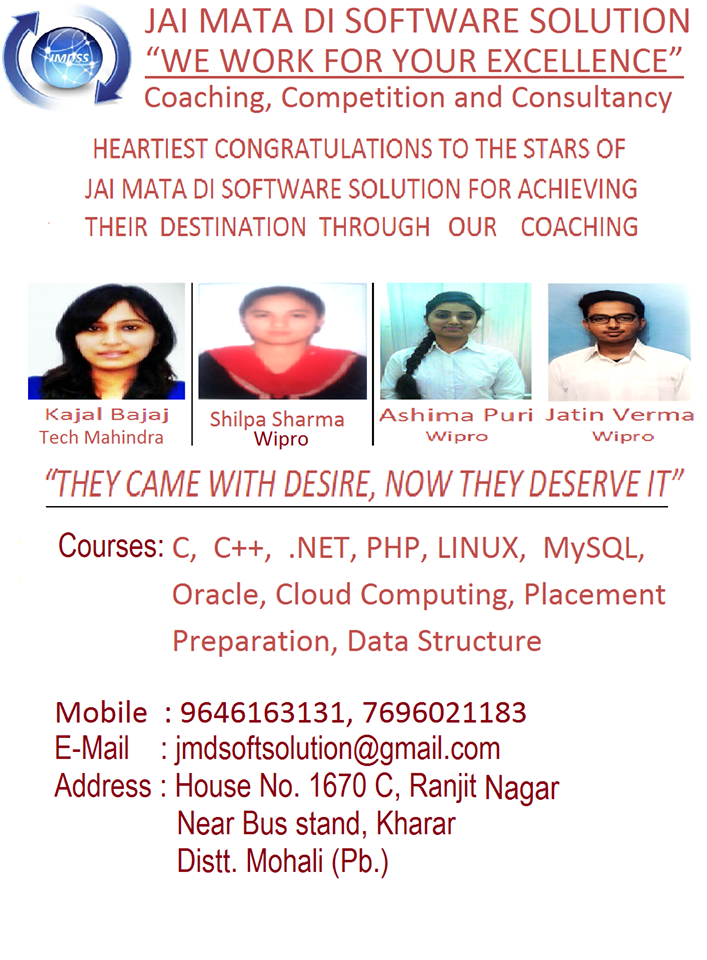 JMDSS
JAI MATA DI SOFTWARE SOLUTION
“WE WORK FOR YOUR EXCELLENCE”
Coaching, Competition and Consultancy
HEARTIEST CONGRATULATIONS TO THE STARS OF
JAI MATA DI SOFTWARE SOLUTION FOR ACHIEVING
THEIR DESTINATION THROUGH OUR COACHING
Kajal Bajaj
Tech Mahindra
Shilpa Sharma
Wipro
Ashima Puri
Wipro
Jatin Verma
Wipro
“THEY CAME WITH DESIRE, NOW THEY DESERVE IT”
Courses: C, C++, .NET, PHP, LINUX, MySQL,
Oracle, Cloud Computing, Placement
Preparation, Data Structure
Mobile : 9646163131, 7696021183
E-Mail : jmdsoftsolution@gmail.com
Address : House No. 1670 C, Ranjit Nagar
Near Bus stand, Kharar
Distt. Mohali (Pb.)